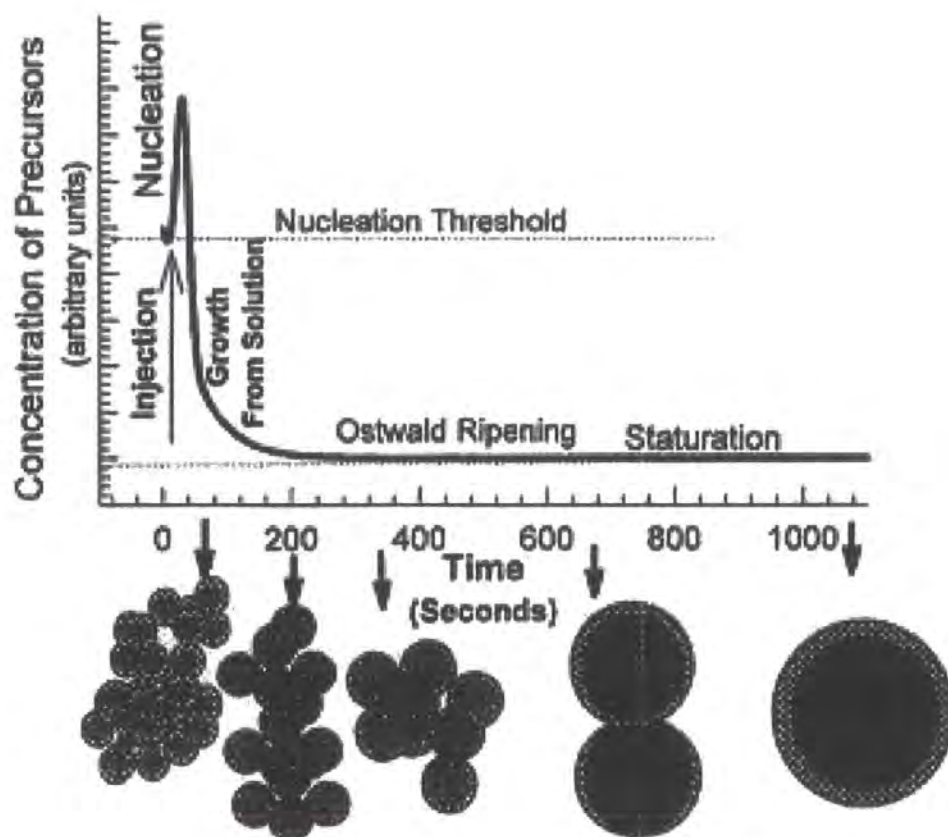 Concentration of Precursors
(arbitrary units)
Nucleation
Nucleation Threshold
Injection
Growth
From Solution
Ostwald Ripening
Staturation
0
200
400
600
800
1000
Time
(Seconds)